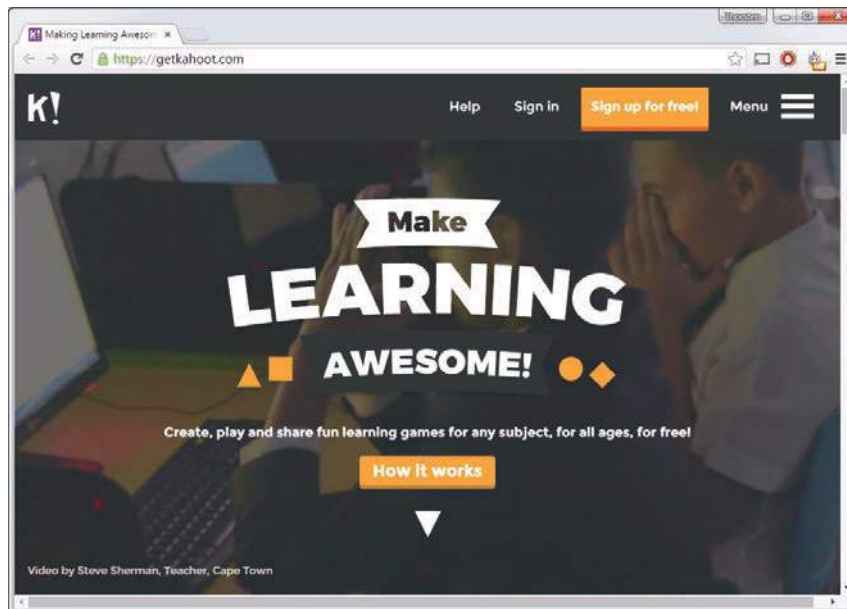 Making Learning Awesom
https://getkahoot.com
K!
Help
Sign in
Sign up for free!
Menu
Make
LEARNING
AWESOME!
Create, play and share fun learning games for any subject, for all ages, for free!
How it works
Video by Steve Sherman, Teacher, Cape Town